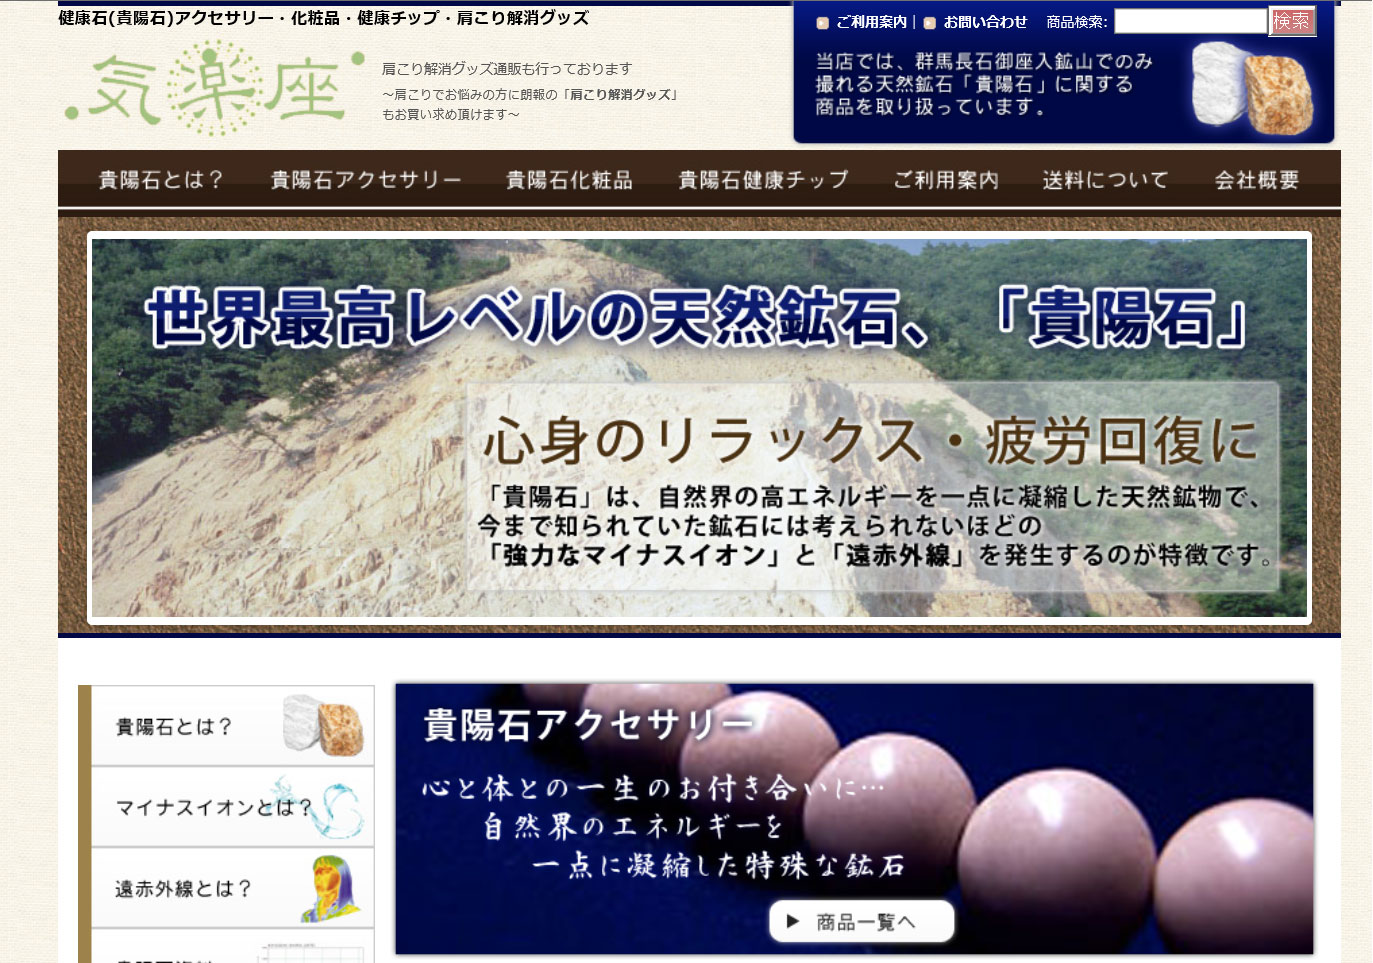 健康石(貴陽石)アクセサリー・化粧品・健康チップ・肩こり解消グッズ
ご利用案内 | お問い合わせ 商品検索: 検索
気楽座
肩こり解消グッズ通販も行っております
～肩こりでお悩みの方に朗報の「肩こり解消グッズ」
もお買い求め頂けます～
当店では、群馬長石御座入鉱山でのみ
撮れる天然鉱石「貴陽石」に関する
商品を取り扱っています。
貴陽石とは？ 貴陽石アクセサリー 貴陽石化粧品 貴陽石健康チップ ご利用案内 送料について 会社概要
世界最高レベルの天然鉱石、「貴陽石」
心身のリラックス・疲労回復に
「貴陽石」は、自然界の高エネルギーを一点に凝縮した天然鉱物で、
今まで知られていた鉱石には考えられないほどの
「強力なマイナスイオン」と「遠赤外線」を発生するのが特徴です。
貴陽石とは？
マイナスイオンとは？
遠赤外線とは？
貴陽石アクセサリー
心と体との一生のお付き合いに…
自然界のエネルギーを
一点に凝縮した特殊な鉱石
▶ 商品一覧へ